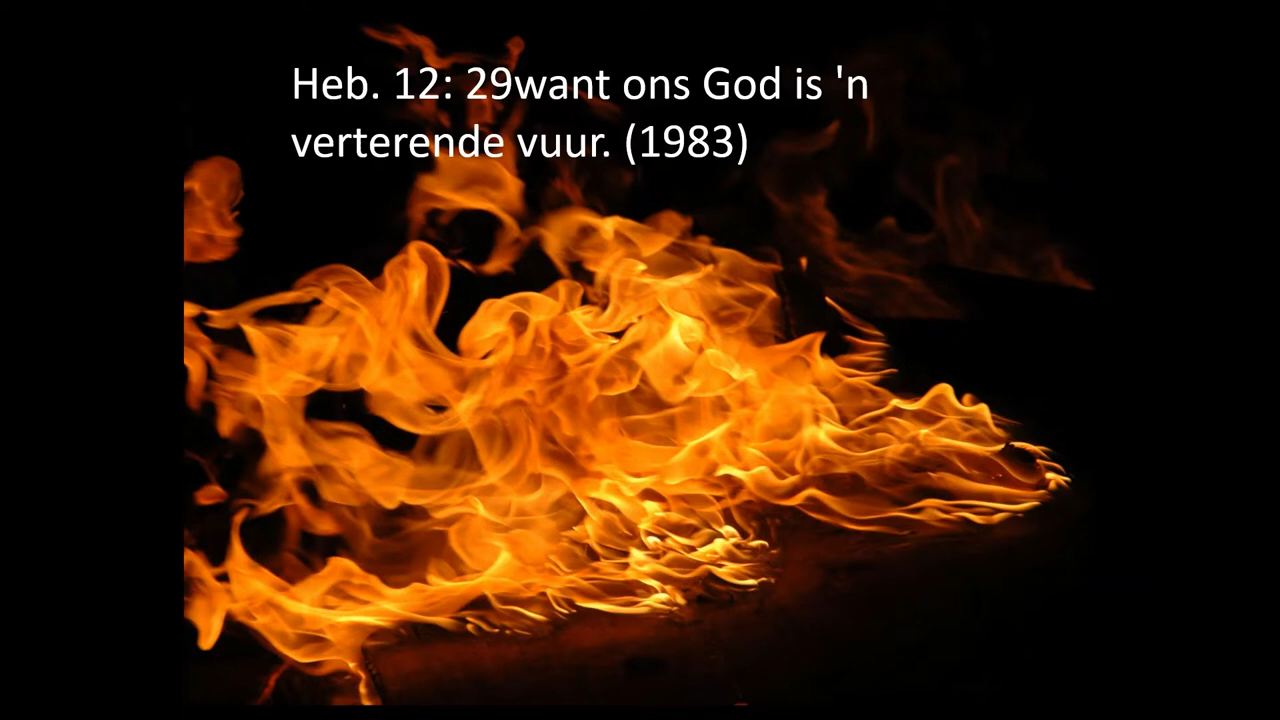 Heb. 12: 29want ons God is 'n
verterende vuur. (1983)